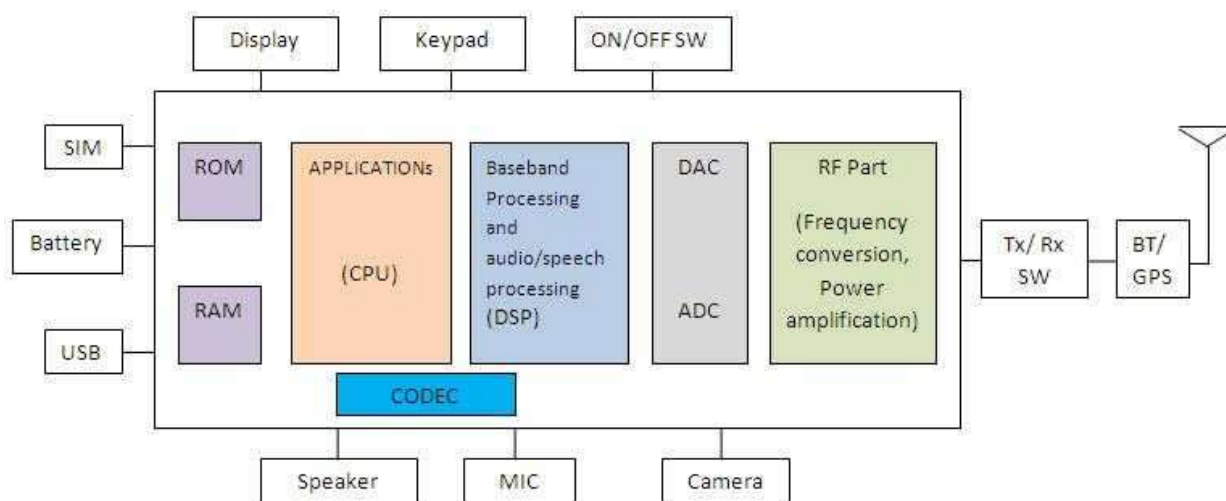 Display
Keypad
ON/OFF SW
SIM
Battery
USB
ROM
RAM
APPLICATIONs
(CPU)
Baseband
Processing
and
audio/speech
processing
(DSP)
DAC
ADC
RF Part
(Frequency
conversion,
Power
amplification)
CODEC
Tx/ Rx
SW
BT/
GPS
Speaker
MIC
Camera